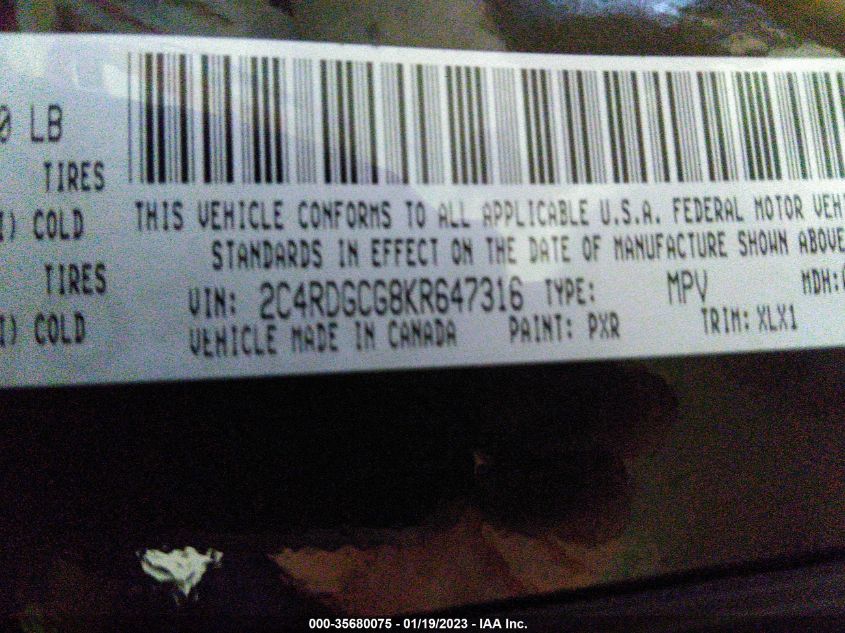 0 LB
TIRES
I) COLD
TIRES
I) COLD
THIS VEHICLE CONFORMS TO ALL APPLICABLE U.S.A. FEDERAL MOTOR VEH
STANDARDS IN EFFECT ON THE DATE OF MANUFACTURE SHOWN ABOVE
VIN: 2C4RDGCG8KR647316 TYPE: MPV MDH:
VEHICLE MADE IN CANADA PAINT: PXR TRIM: XLX1
000-35680075 - 01/19/2023 - IAA Inc.